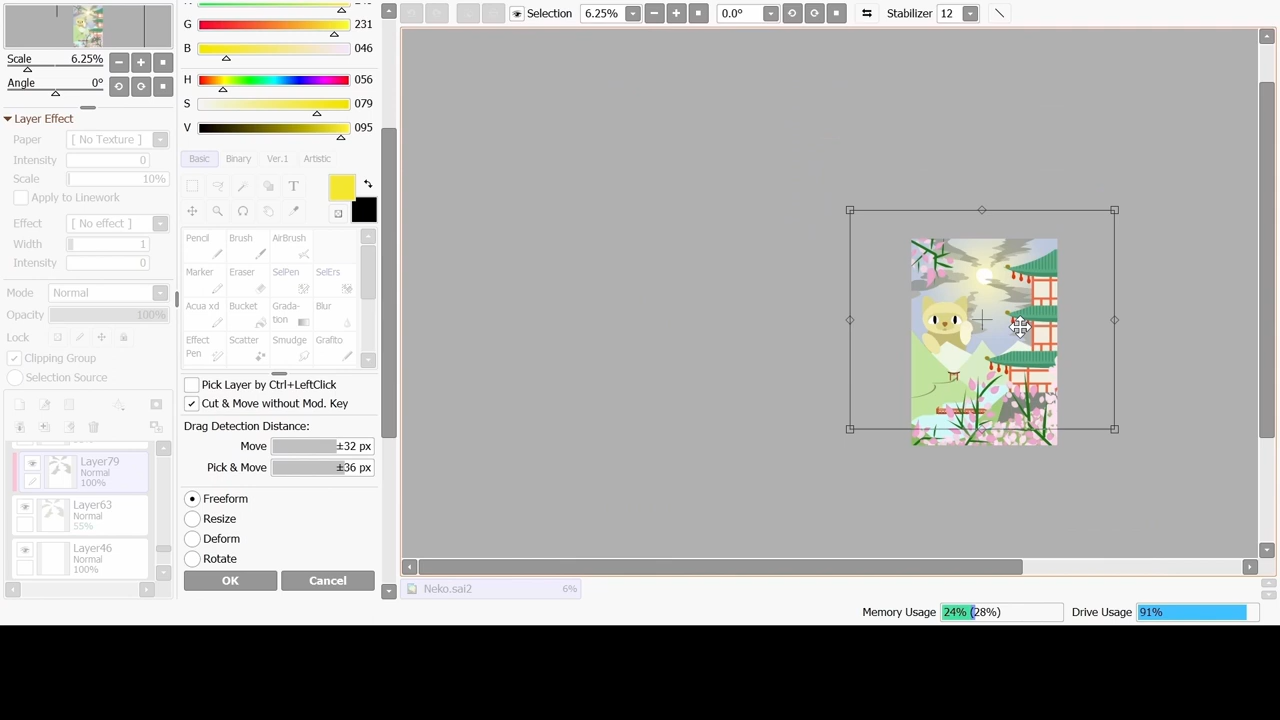 Selection 6.25% 0.0° Stabilizer 12
G 231
Scale 6.25%
B 046
Angle 0°
H 056
S 079
Layer Effect
V 095
Paper [ No Texture ]
Intensity 0
Basic Binary Ver.1 Artistic
Scale 10%
Apply to Linework
T
Effect [ No effect ]
Width 1
Intensity 0
Pencil Brush AirBrush
Marker Eraser SelPen SelErs
Mode Normal
Opacity 100%
Acua xd Bucket Grada-
tion Blur
Lock
Effect
Pen Scatter Smudge Grafito
Clipping Group
Selection Source
Pick Layer by Ctrl+LeftClick
Cut & Move without Mod. Key
Drag Detection Distance:
Move ±32 px
Pick & Move ±36 px
Layer79
Normal
100%
Freeform
Layer63
Normal
55%
Resize
Deform
Layer46
Normal
100%
Rotate
OK Cancel
Neko.sai2 6%
Memory Usage 24% (28%) Drive Usage 91%